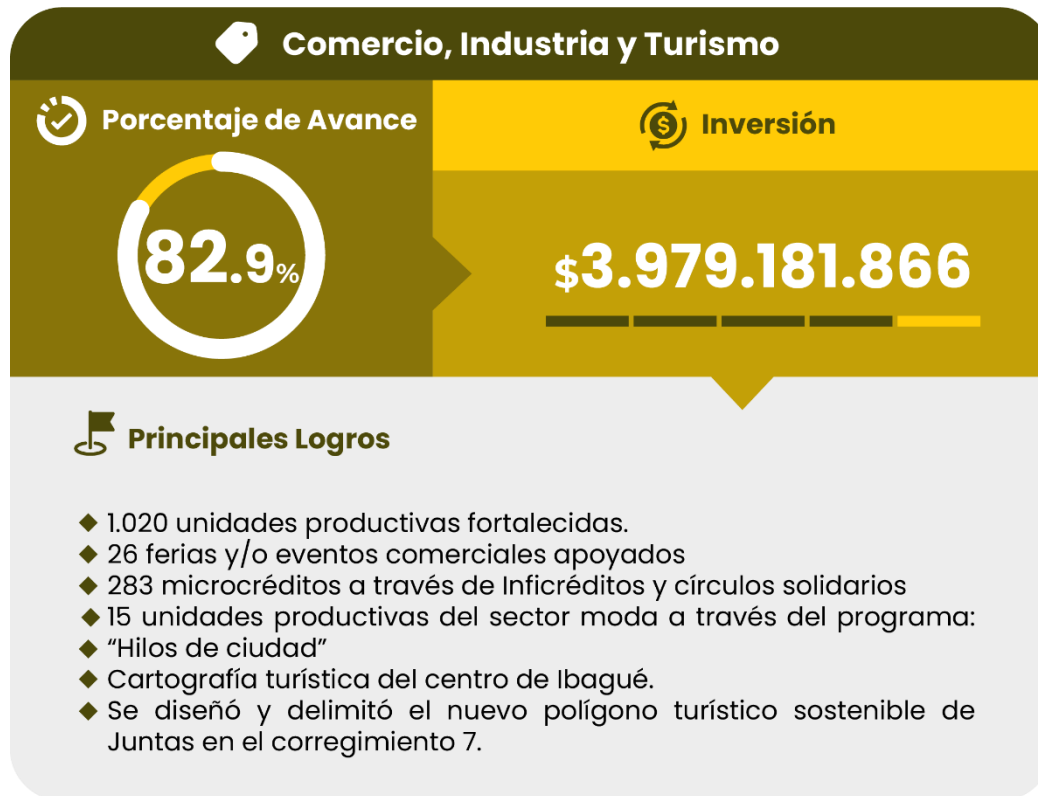 Comercio, Industria y Turismo
Porcentaje de Avance
Inversión
82.9%
$3.979.181.866
Principales Logros
◆ 1.020 unidades productivas fortalecidas.
◆ 26 ferias y/o eventos comerciales apoyados
◆ 283 microcréditos a través de Inficréditos y círculos solidarios
◆ 15 unidades productivas del sector moda a través del programa:
◆ “Hilos de ciudad”
◆ Cartografía turística del centro de Ibagué.
◆ Se diseñó y delimitó el nuevo polígono turístico sostenible de
Juntas en el corregimiento 7.